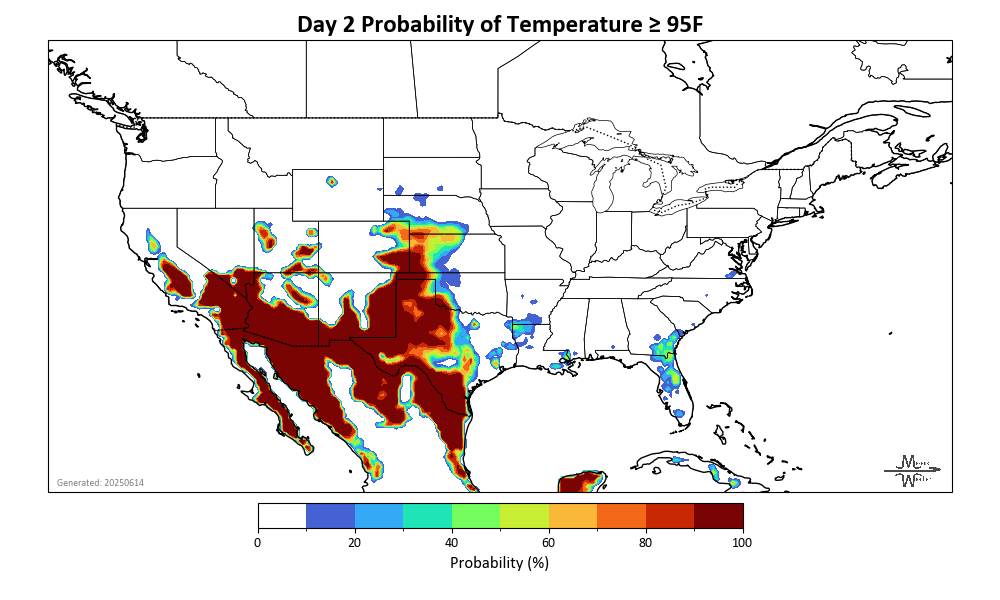 Day 2 Probability of Temperature ≥ 95F
Generated: 20250614
0 20 40 60 80 100
Probability (%)